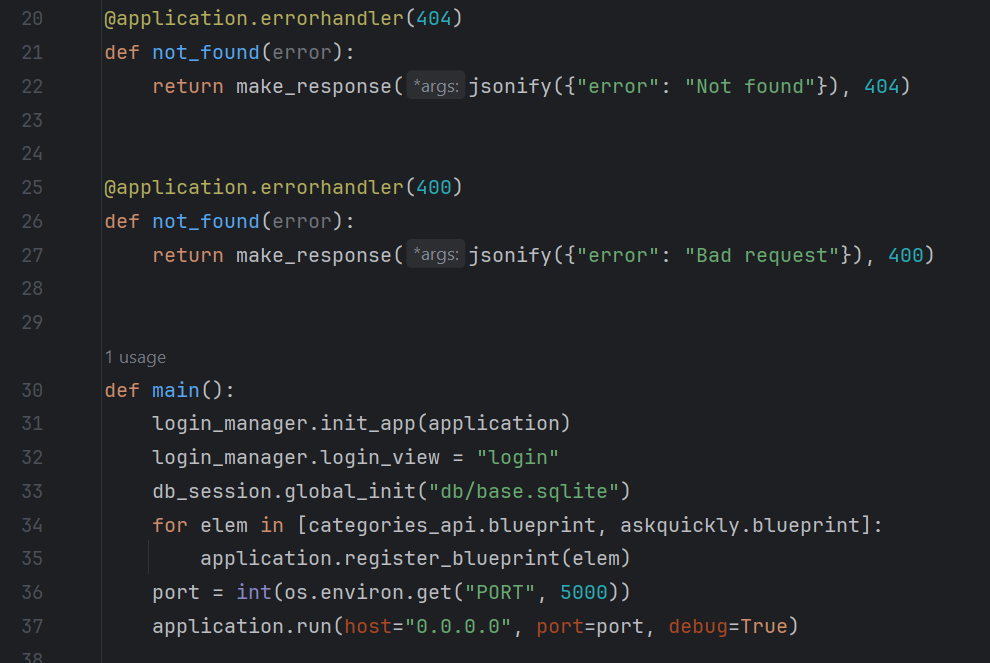 20 @application.errorhandler(404)
21 def not_found(error):
22     return make_response( *args: jsonify({"error": "Not found"}), 404)
23
24
25 @application.errorhandler(400)
26 def not_found(error):
27     return make_response( *args: jsonify({"error": "Bad request"}), 400)
28
29
1 usage
30 def main():
31     login_manager.init_app(application)
32     login_manager.login_view = "login"
33     db_session.global_init("db/base.sqlite")
34     for elem in [categories_api.blueprint, askquickly.blueprint]:
35         application.register_blueprint(elem)
36     port = int(os.environ.get("PORT", 5000))
37     application.run(host="0.0.0.0", port=port, debug=True)
38